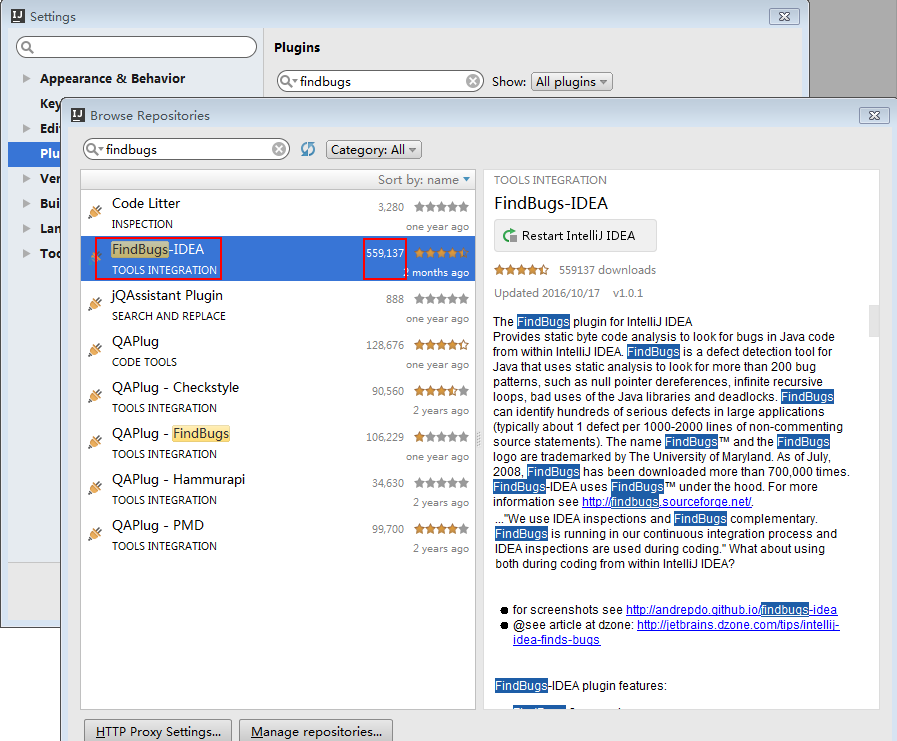 Settings
Plugins
findbugs
Show: All plugins
Appearance & Behavior
Key
Edi
Plu
Ver
Bui
Lan
Too
Browse Repositories
findbugs
Category: All
Sort by: name
Code Litter
3,280
INSPECTION
one year ago
FindBugs-IDEA
559,137
TOOLS INTEGRATION
2 months ago
jQAssistant Plugin
888
SEARCH AND REPLACE
one year ago
QAPlug
128,676
CODE TOOLS
one year ago
QAPlug - Checkstyle
90,560
TOOLS INTEGRATION
2 years ago
QAPlug - FindBugs
106,229
TOOLS INTEGRATION
one year ago
QAPlug - Hammurapi
34,630
TOOLS INTEGRATION
2 years ago
QAPlug - PMD
99,700
TOOLS INTEGRATION
2 years ago
TOOLS INTEGRATION
FindBugs-IDEA
Restart IntelliJ IDEA
559137 downloads
Updated 2016/10/17 v1.0.1
The FindBugs plugin for IntelliJ IDEA
Provides static byte code analysis to look for bugs in Java code
from within IntelliJ IDEA. FindBugs is a defect detection tool for
Java that uses static analysis to look for more than 200 bug
patterns, such as null pointer dereferences, infinite recursive
loops, bad uses of the Java libraries and deadlocks. FindBugs
can identify hundreds of serious defects in large applications
(typically about 1 defect per 1000-2000 lines of non-commenting
source statements). The name FindBugs™ and the FindBugs
logo are trademarked by The University of Maryland. As of July,
2008, FindBugs has been downloaded more than 700,000 times.
FindBugs-IDEA uses FindBugs™ under the hood. For more
information see http://findbugs.sourceforge.net/.
..."We use IDEA inspections and FindBugs complementary.
FindBugs is running in our continuous integration process and
IDEA inspections are used during coding." What about using
both during coding from within IntelliJ IDEA?
for screenshots see http://andrepdo.github.io/findbugs-idea
@see article at dzone: http://jetbrains.dzone.com/tips/intellij-
idea-finds-bugs
FindBugs-IDEA plugin features:
HTTP Proxy Settings...
Manage repositories...